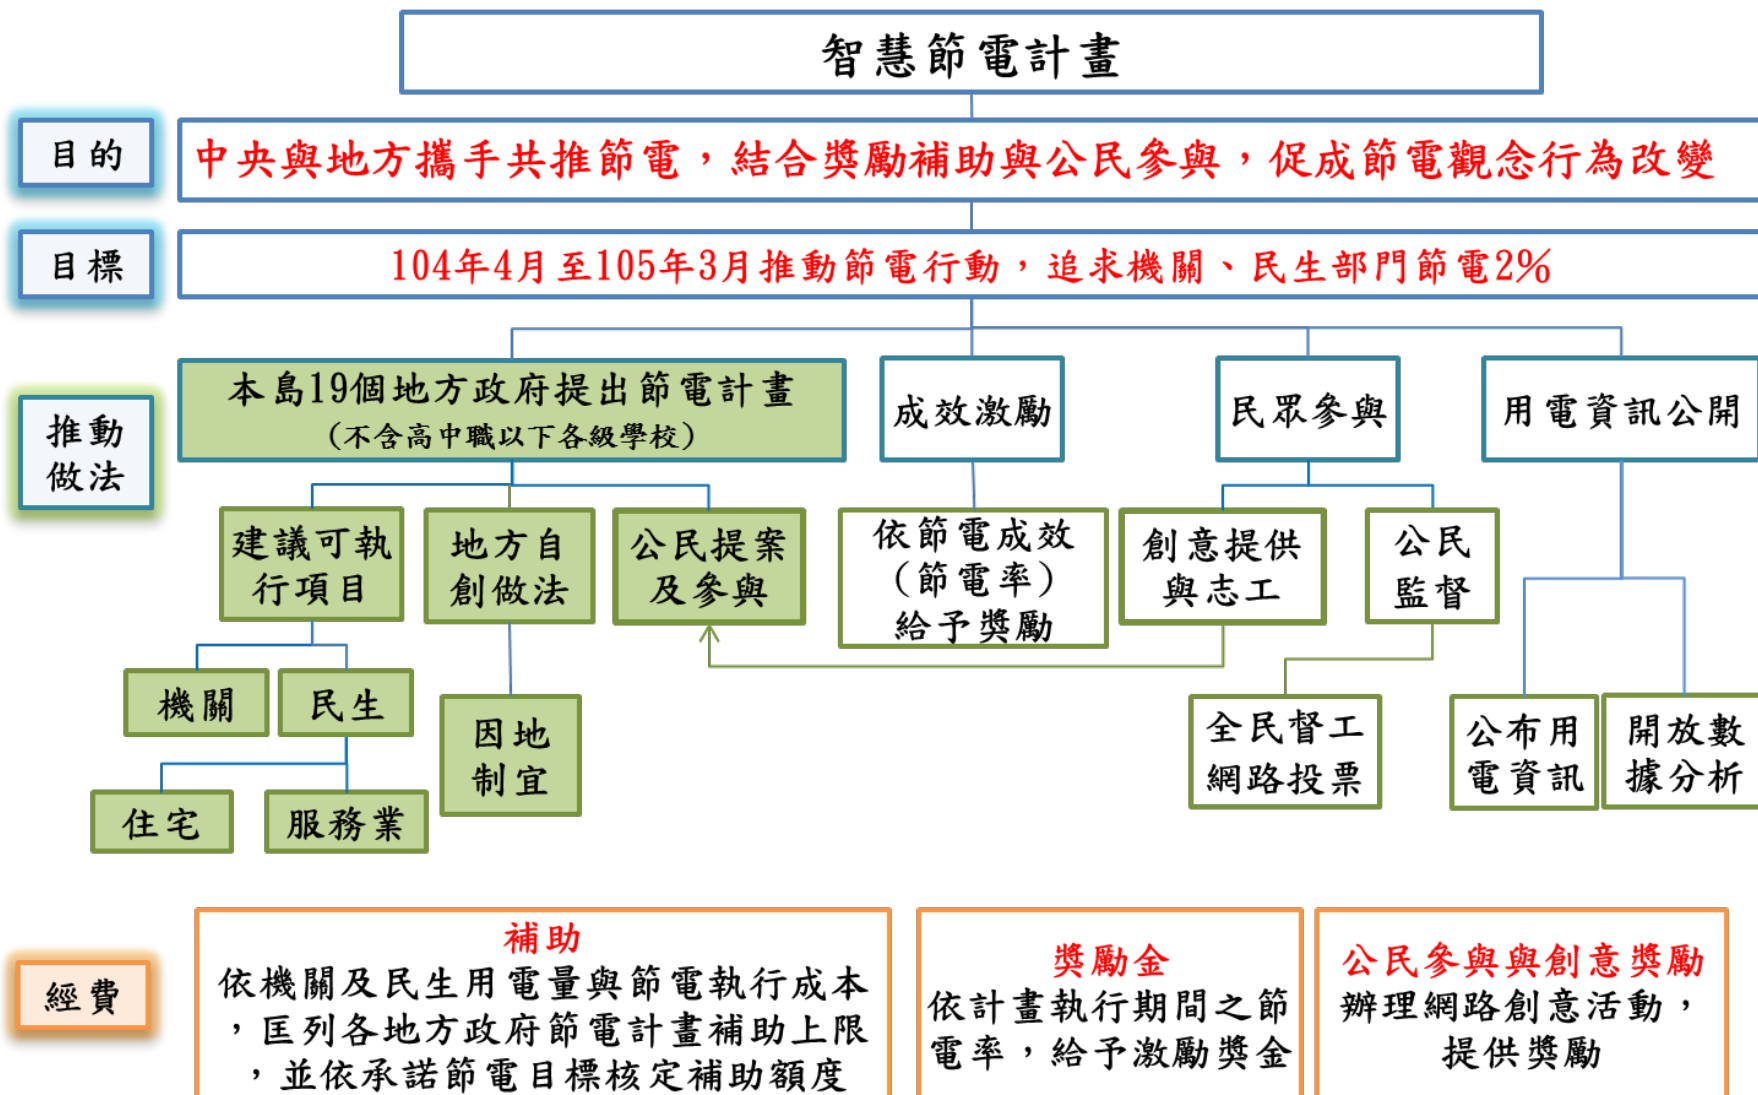 智慧節電計畫
目的
中央與地方攜手共推節電，結合獎勵補助與公民參與，促成節電觀念行為改變
目標
104年4月至105年3月推動節電行動，追求機關、民生部門節電2%
推動
做法
本島19個地方政府提出節電計畫
(不含高中職以下各級學校)
成效激勵
民眾參與
用電資訊公開
建議可執
行項目
地方自
創做法
公民提案
及參與
依節電成效
(節電率)
給予獎勵
創意提供
與志工
公民
監督
機關
民生
因地
制宜
全民督工
網路投票
公布用
電資訊
開放數
據分析
住宅
服務業
經費
補助
依機關及民生用電量與節電執行成本
，匡列各地方政府節電計畫補助上限
，並依承諾節電目標核定補助額度
獎勵金
依計畫執行期間之節
電率，給予激勵獎金
公民參與與創意獎勵
辦理網路創意活動，
提供獎勵